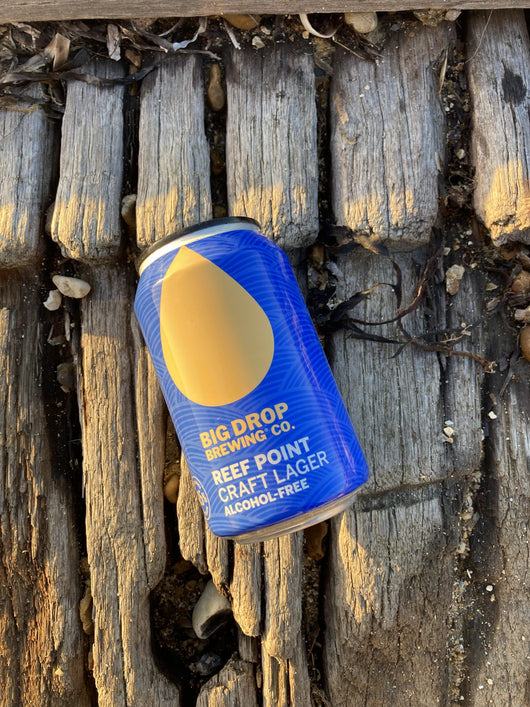 BIG DROP
BREWING CO.
REEF POINT
CRAFT LAGER
ALCOHOL-FREE